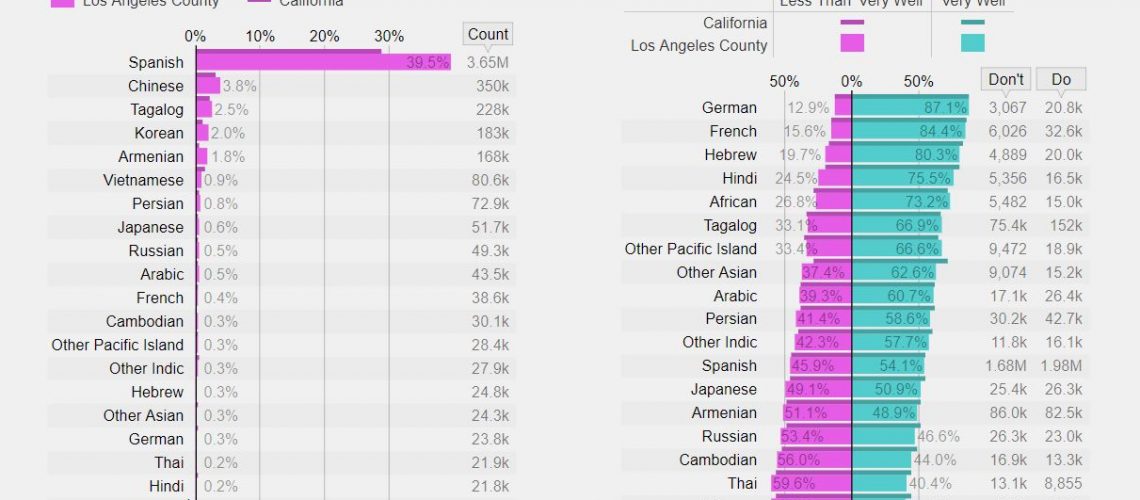 Los Angeles County California
0% 10% 20% 30% Count
Spanish 39.5% 3.65M
Chinese 3.8% 350k
Tagalog 2.5% 228k
Korean 2.0% 183k
Armenian 1.8% 168k
Vietnamese 0.9% 80.6k
Persian 0.8% 72.9k
Japanese 0.6% 51.7k
Russian 0.5% 49.3k
Arabic 0.5% 43.5k
French 0.4% 38.6k
Cambodian 0.3% 30.1k
Other Pacific Island 0.3% 28.4k
Other Indic 0.3% 27.9k
Hebrew 0.3% 24.8k
Other Asian 0.3% 24.3k
German 0.3% 23.8k
Thai 0.2% 21.9k
Hindi 0.2% 21.8k
Less Than "Very Well" "Very Well"
California
Los Angeles County
50% 0% 50% Don't Do
German 12.9% 87.1% 3,067 20.8k
French 15.6% 84.4% 6,026 32.6k
Hebrew 19.7% 80.3% 4,889 20.0k
Hindi 24.5% 75.5% 5,356 16.5k
African 26.8% 73.2% 5,482 15.0k
Tagalog 33.1% 66.9% 75.4k 152k
Other Pacific Island 33.4% 66.6% 9,472 18.9k
Other Asian 37.4% 62.6% 9,074 15.2k
Arabic 39.3% 60.7% 17.1k 26.4k
Persian 41.4% 58.6% 30.2k 42.7k
Other Indic 42.3% 57.7% 11.8k 16.1k
Spanish 45.9% 54.1% 1.68M 1.98M
Japanese 49.1% 50.9% 25.4k 26.3k
Armenian 51.1% 48.9% 86.0k 82.5k
Russian 53.4% 46.6% 26.3k 23.0k
Cambodian 56.0% 44.0% 16.9k 13.3k
Thai 59.6% 40.4% 13.1k 8,855